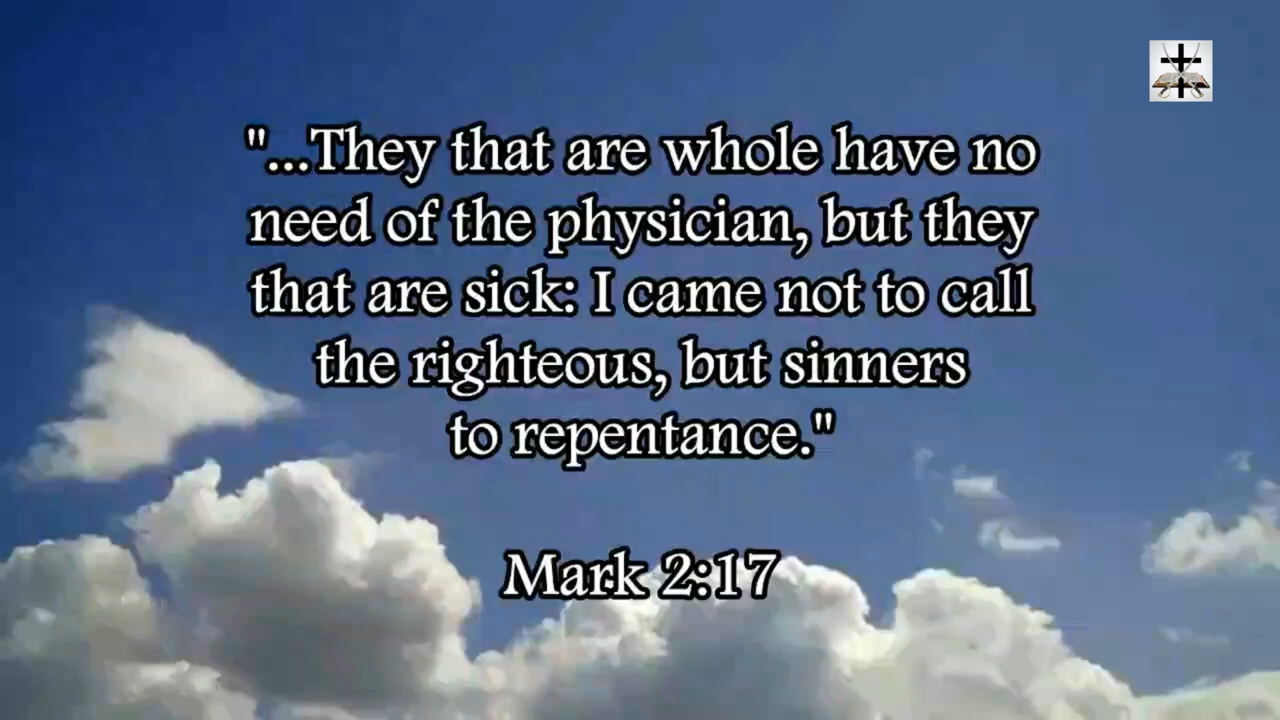 "...They that are whole have no
need of the physician, but they
that are sick: I came not to call
the righteous, but sinners
to repentance."
Mark 2:17